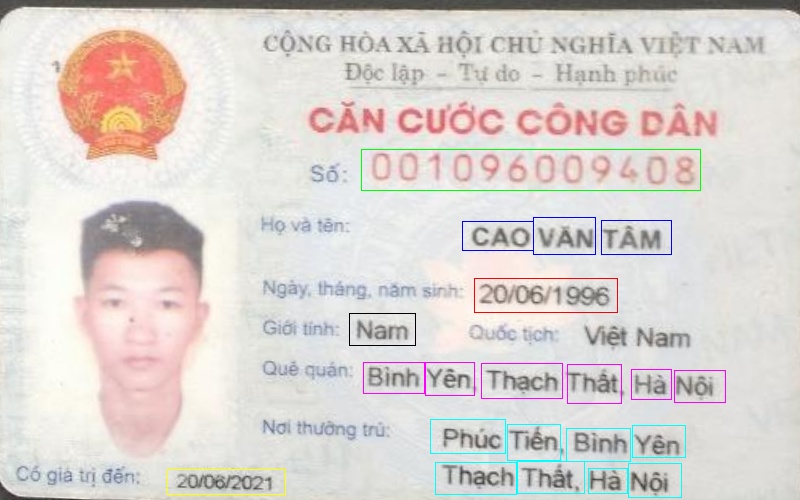 CỘNG HÒA XÃ HỘI CHỦ NGHĨA VIỆT NAM
Độc lập - Tự do - Hạnh phúc
CĂN CƯỚC CÔNG DÂN
Số: 001096009408
Họ và tên: CAO VĂN TÂM
Ngày, tháng, năm sinh: 20/06/1996
Giới tính: Nam Quốc tịch: Việt Nam
Quê quán: Bình Yên, Thạch Thất, Hà Nội
Nơi thường trú: Phúc Tiến, Bình Yên
Thạch Thất, Hà Nội
Có giá trị đến: 20/06/2021